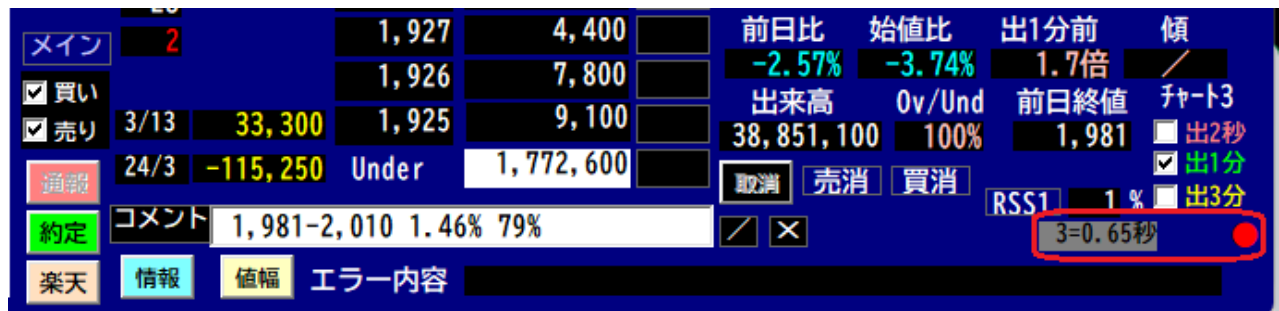 メイン 2 1,927 4,400 前日比 始値比 出1分前 傾
-2.57% -3.74% 1.7倍 ／
買い 1,926 7,800 出来高 Ov/Und 前日終値 チャート3
売り 3/13 33,300 1,925 9,100 38,851,100 100% 1,981 出2秒
通報 24/3 -115,250 Under 1,772,600 取消 売消 買消 出1分
RSS1 1 % 出3分
約定 コメント 1,981-2,010 1.46% 79% ／ × 3=0.65秒
楽天 情報 値幅 エラー内容